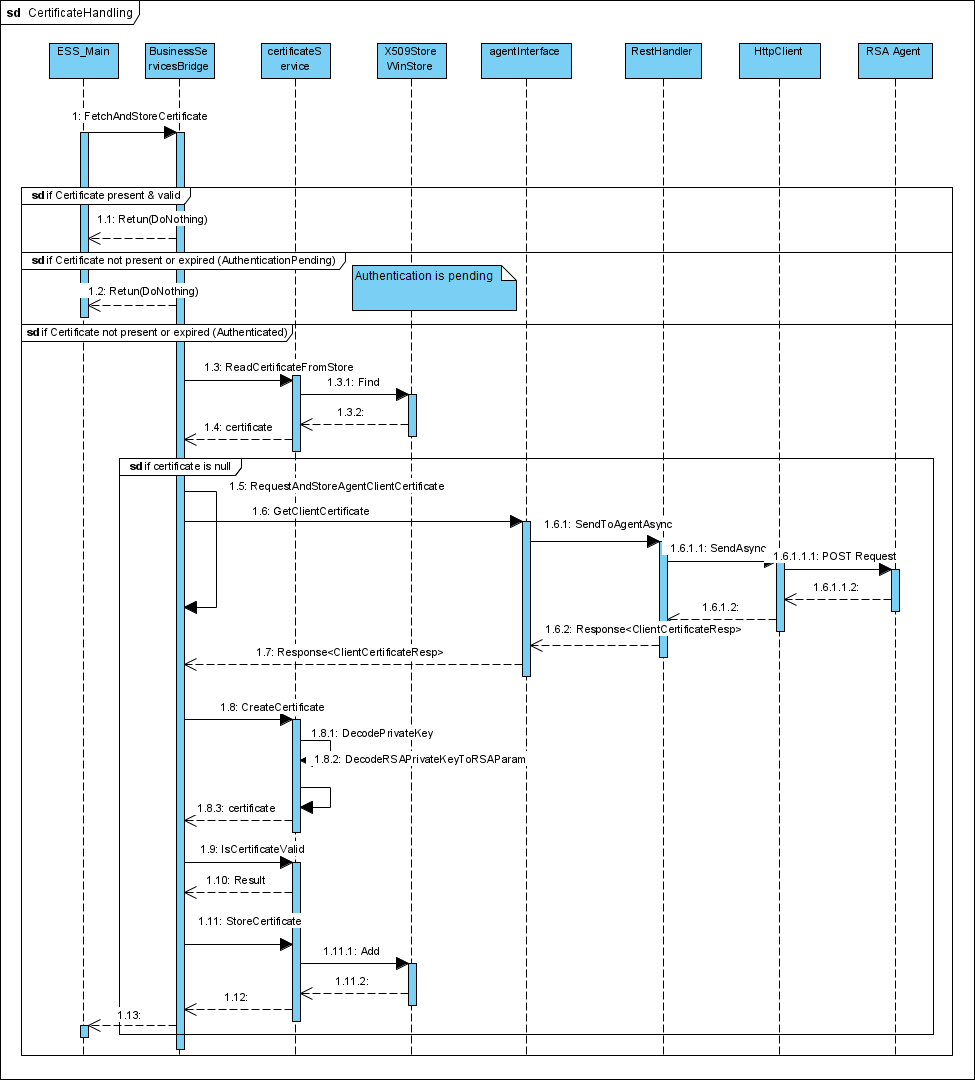 sd CertificateHandling
ESS_Main
BusinessSe
rvicesBridge
certificateS
ervice
X509Store
WinStore
agentInterface
RestHandler
HttpClient
RSA Agent
1: FetchAndStoreCertificate
sd if Certificate present & valid
1.1: Retun(DoNothing)
sd if Certificate not present or expired (AuthenticationPending)
Authentication is pending
1.2: Retun(DoNothing)
sd if Certificate not present or expired (Authenticated)
1.3: ReadCertificateFromStore
1.3.1: Find
1.3.2:
1.4: certificate
sd if certificate is null
1.5: RequestAndStoreAgentClientCertificate
1.6: GetClientCertificate
1.6.1: SendToAgentAsync
1.6.1.1: SendAsync
1.6.1.1.1: POST Request
1.6.1.1.2:
1.6.1.2:
1.6.2: Response<ClientCertificateResp>
1.7: Response<ClientCertificateResp>
1.8: CreateCertificate
1.8.1: DecodePrivateKey
1.8.2: DecodeRSAPrivateKeyToRSAParam
1.8.3: certificate
1.9: IsCertificateValid
1.10: Result
1.11: StoreCertificate
1.11.1: Add
1.11.2:
1.12:
1.13: